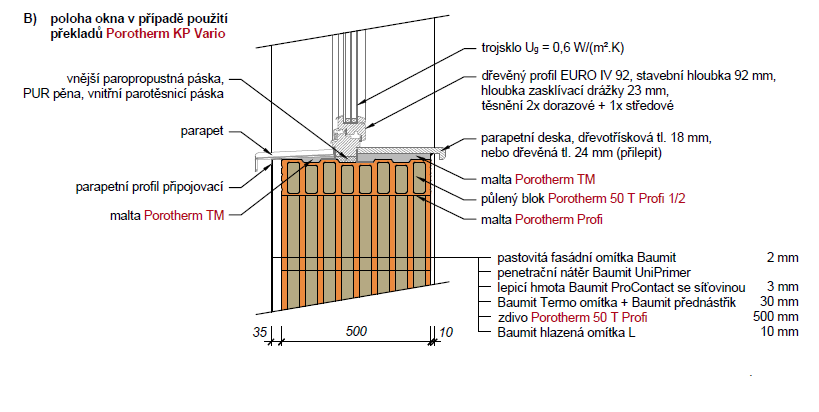 B) poloha okna v případě použití
překladů Porotherm KP Vario
vnější paropropustná páska,
PUR pěna, vnitřní parotěsnicí páska
parapet
parapetní profil připojovací
malta Porotherm TM
trojsklo Ug = 0,6 W/(m².K)
dřevěný profil EURO IV 92, stavební hloubka 92 mm,
hloubka zasklívací drážky 23 mm,
těsnění 2x dorazové + 1x středové
parapetní deska, dřevotřísková tl. 18 mm,
nebo dřevěná tl. 24 mm (přilepit)
malta Porotherm TM
půlený blok Porotherm 50 T Profi 1/2
malta Porotherm Profi
pastovitá fasádní omítka Baumit 2 mm
penetrační nátěr Baumit UniPrimer
lepicí hmota Baumit ProContact se síťovinou 3 mm
Baumit Termo omítka + Baumit přednástřik 30 mm
zdivo Porotherm 50 T Profi 500 mm
Baumit hlazená omítka L 10 mm
35 500 10